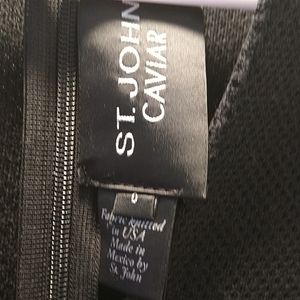 ST. JOHN
CAVIAR
Fabric knitted
in USA
Made in
Mexico by
St. John